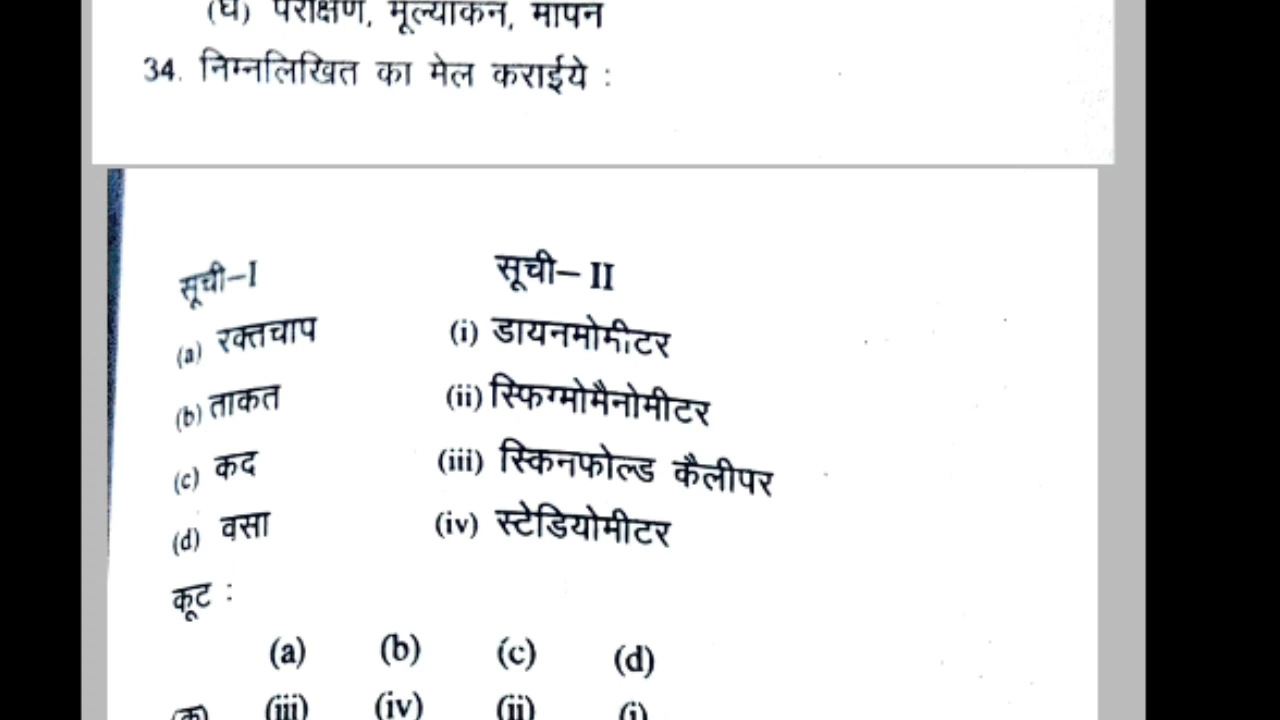 (घ) परीक्षण, मूल्यांकन, मापन
34. निम्नलिखित का मेल कराईये :
सूची–I सूची– II
(a) रक्तचाप (i) डायनमोमीटर
(b) ताकत (ii) स्फिग्मोमैनोमीटर
(c) कद (iii) स्किनफोल्ड कैलीपर
(d) वसा (iv) स्टेडियोमीटर
कूट :
(a) (b) (c) (d)
(क) (iii) (iv) (ii) (i)